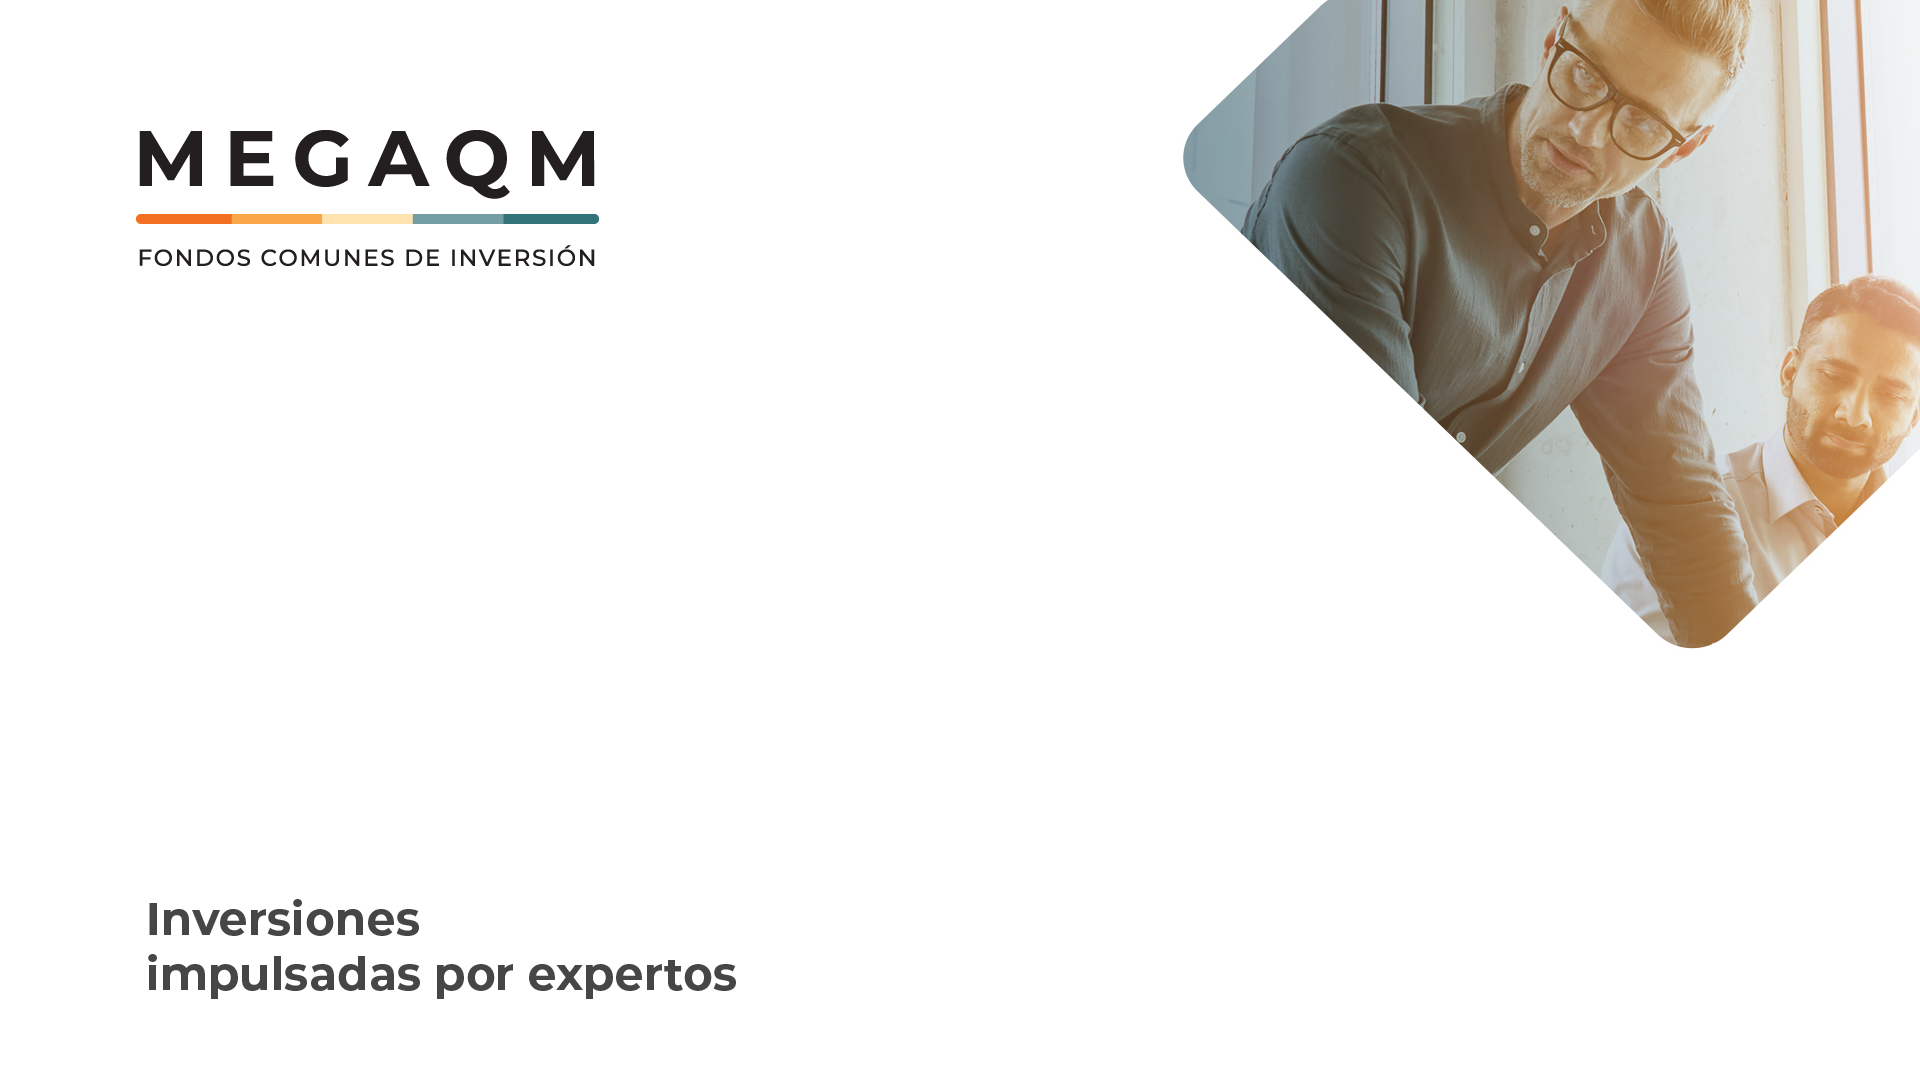 MEGAQM
FONDOS COMUNES DE INVERSIÓN
Inversiones
impulsadas por expertos